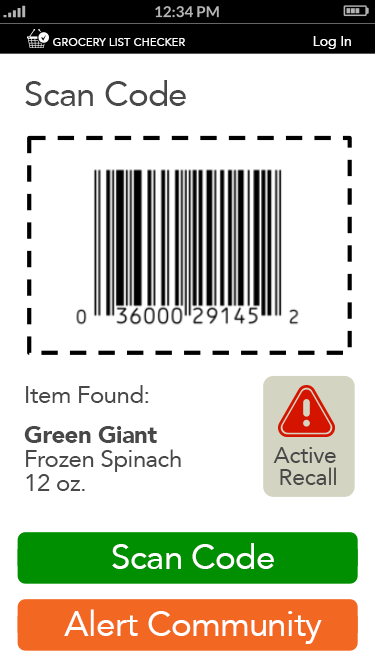 12:34 PM
GROCERY LIST CHECKER
Log In
Scan Code
0 36000 29145 2
Item Found:
Green Giant
Frozen Spinach
12 oz.
Active
Recall
Scan Code
Alert Community